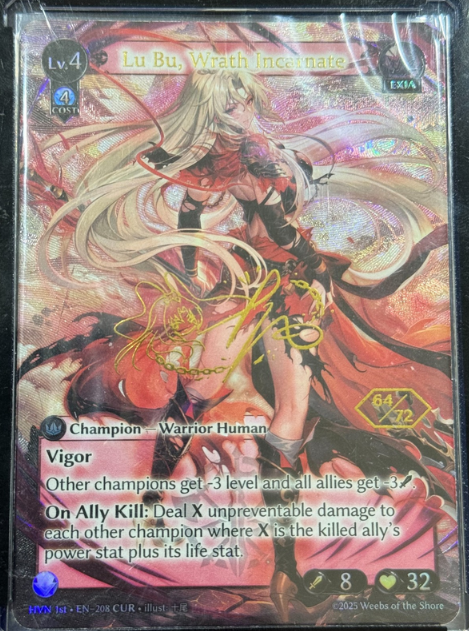 Lv.4
Lu Bu, Wrath Incarnate
EXIA
4
COST
64
72
Champion — Warrior Human
Vigor
Other champions get -3 level and all allies get -3.
On Ally Kill: Deal X unpreventable damage to
each other champion where X is the killed ally's
power stat plus its life stat.
8
32
HVN 1st • EN-208 CUR • illust 十尾
©2025 Weebs of the Shore